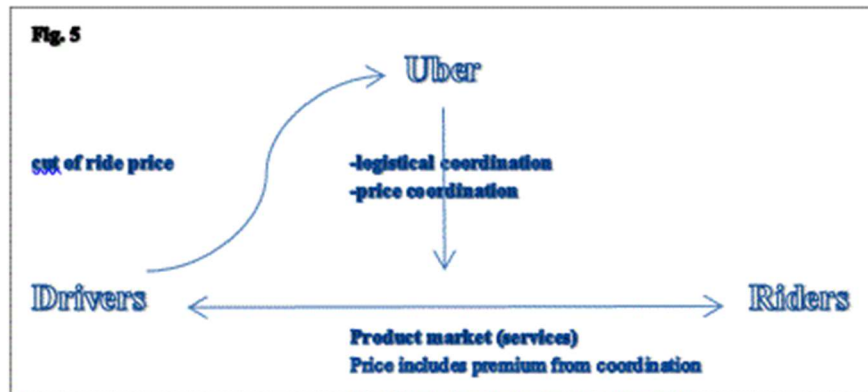 Fig. 5
Uber
cut of ride price
-logistical coordination
-price coordination
Drivers
Riders
Product market (services)
Price includes premium from coordination